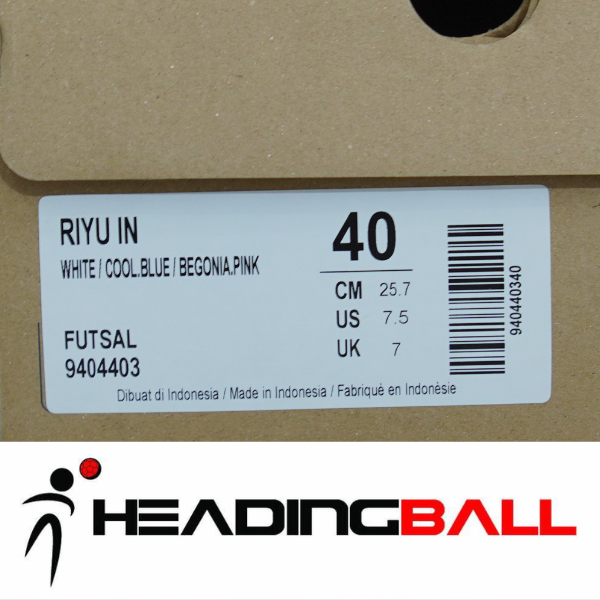 RIYU IN
WHITE / COOL.BLUE / BEGONIA.PINK
FUTSAL
9404403
40
CM 25.7
US 7.5
UK 7
940440340
Dibuat di Indonesia / Made in Indonesia / Fabriqué en Indonésie
HEADINGBALL